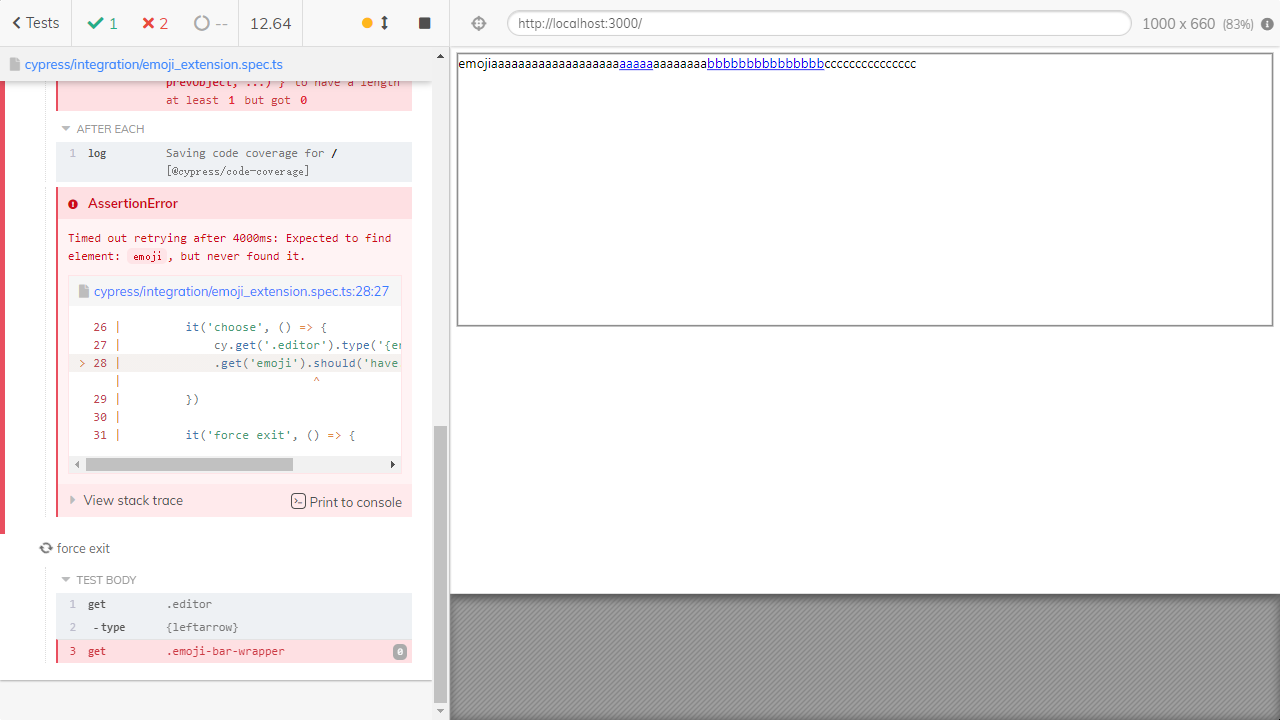 Tests
1
2
--
12.64
http://localhost:3000/
1000 x 660 (83%)
cypress/integration/emoji_extension.spec.ts
prevObject, ...) } to have a length
at least 1 but got 0
AFTER EACH
1 log Saving code coverage for /
[@cypress/code-coverage]
AssertionError
Timed out retrying after 4000ms: Expected to find
element: emoji, but never found it.
cypress/integration/emoji_extension.spec.ts:28:27
26 | it('choose', () => {
27 | cy.get('.editor').type('{en
> 28 | .get('emoji').should('have
| ^
29 | })
30 |
31 | it('force exit', () => {
View stack trace
Print to console
force exit
TEST BODY
1 get .editor
2 -type {leftarrow}
3 get .emoji-bar-wrapper 0